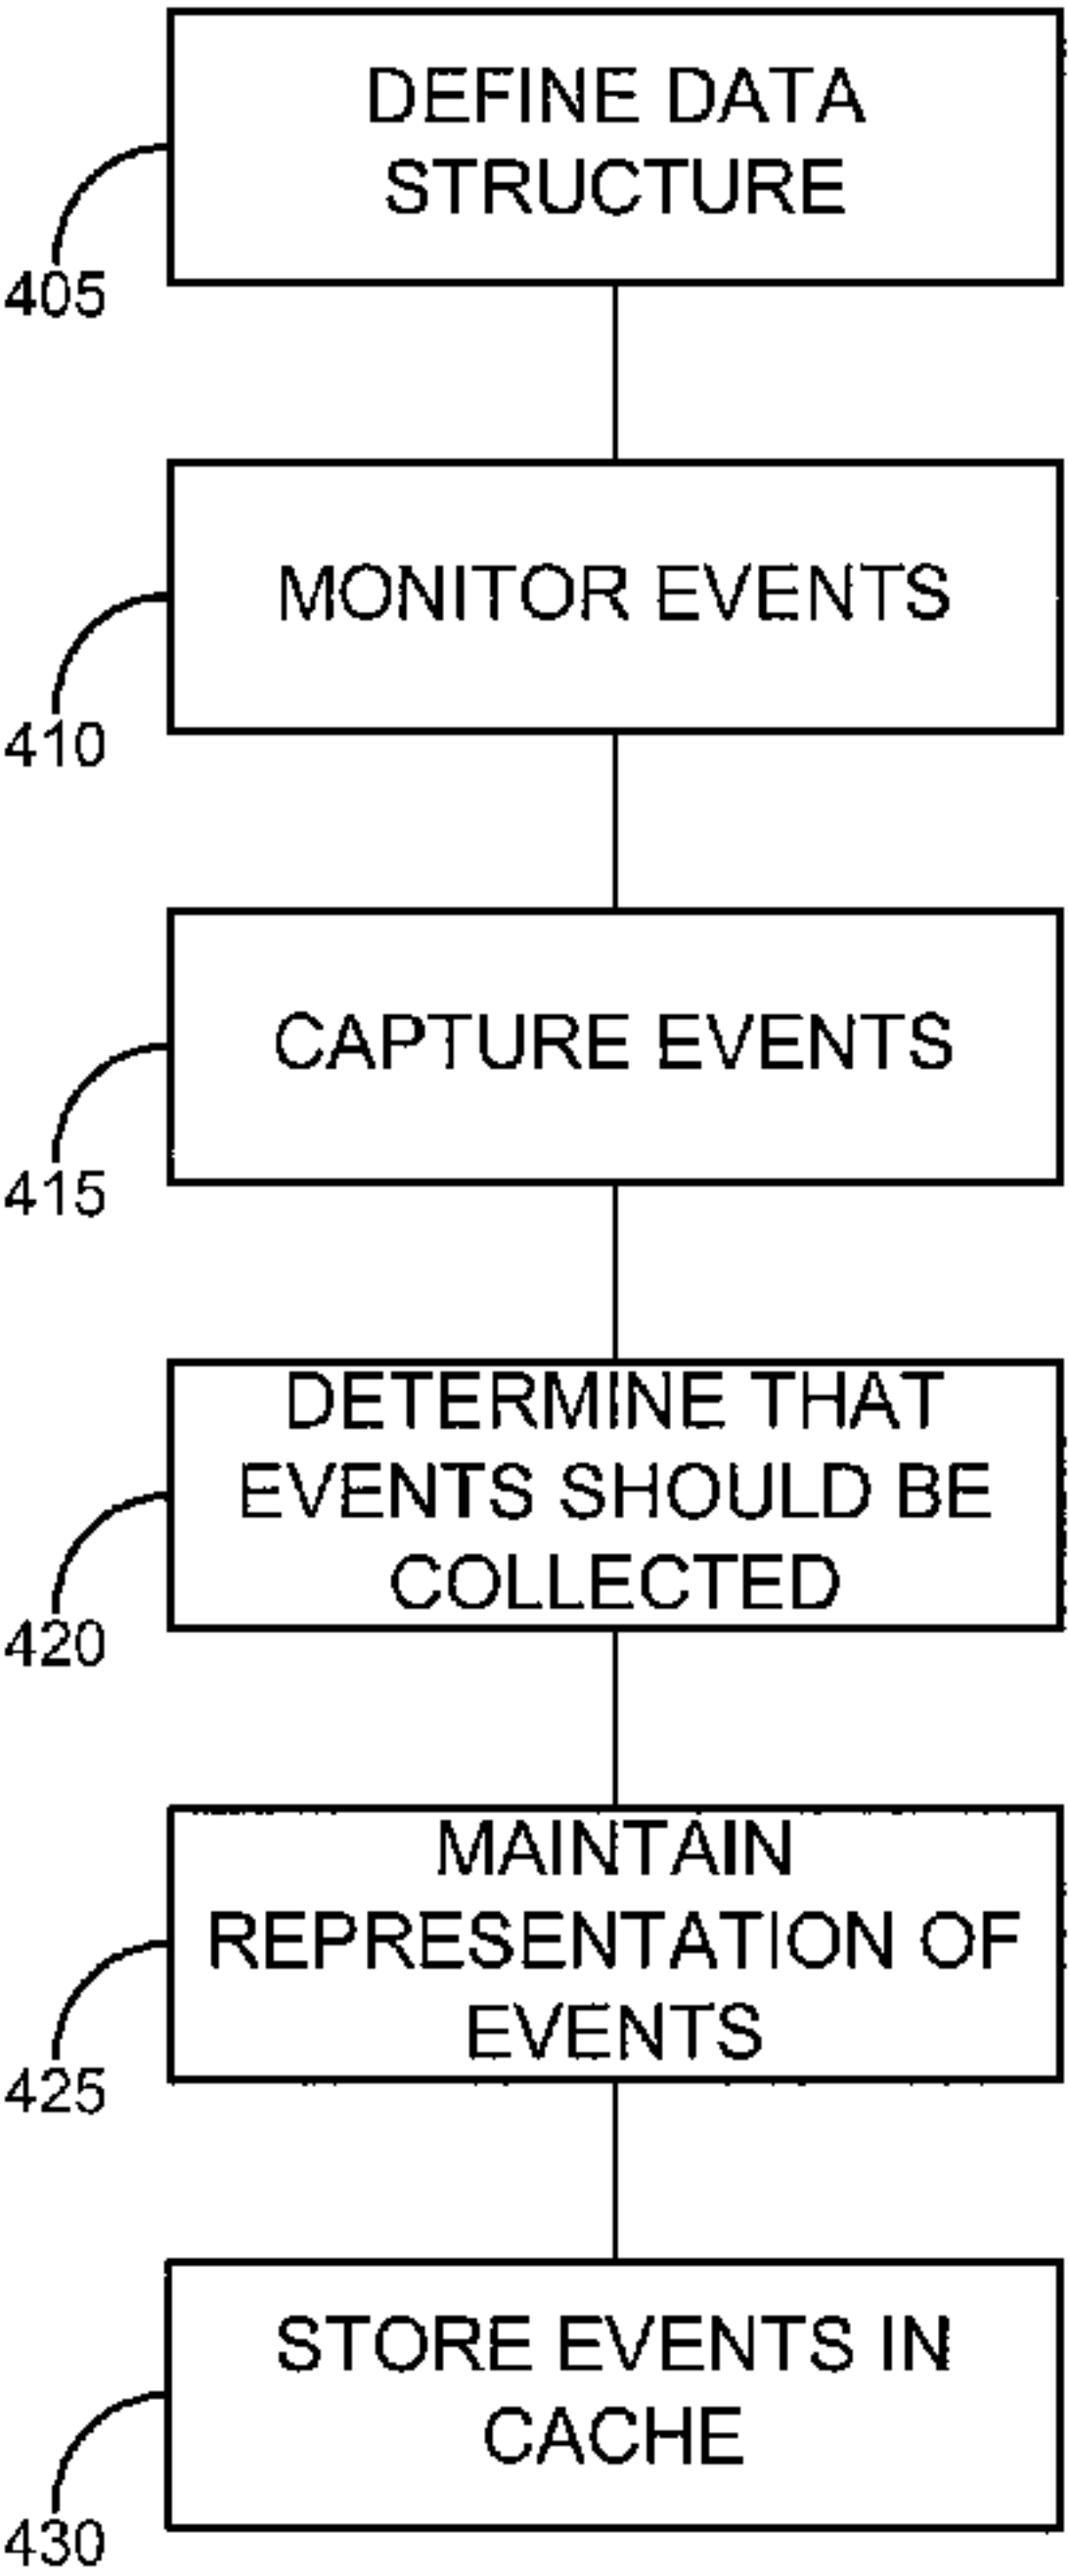 DEFINE DATA
STRUCTURE
405
MONITOR EVENTS
410
CAPTURE EVENTS
415
DETERMINE THAT
EVENTS SHOULD BE
COLLECTED
420
MAINTAIN
REPRESENTATION OF
EVENTS
425
STORE EVENTS IN
CACHE
430